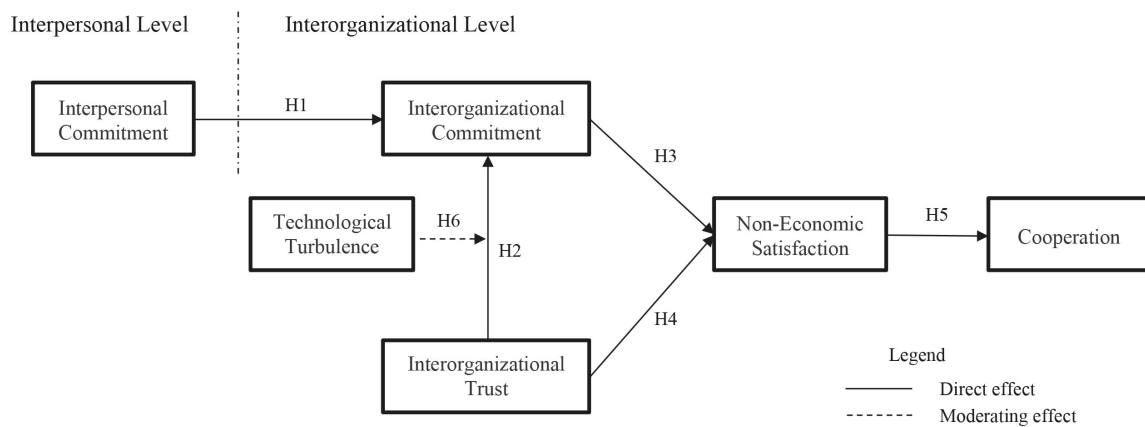 Interpersonal Level
Interorganizational Level
Interpersonal
Commitment
H1
Interorganizational
Commitment
H3
Technological
Turbulence
H6
H2
Non-Economic
Satisfaction
H5
Cooperation
H4
Interorganizational
Trust
Legend
Direct effect
Moderating effect